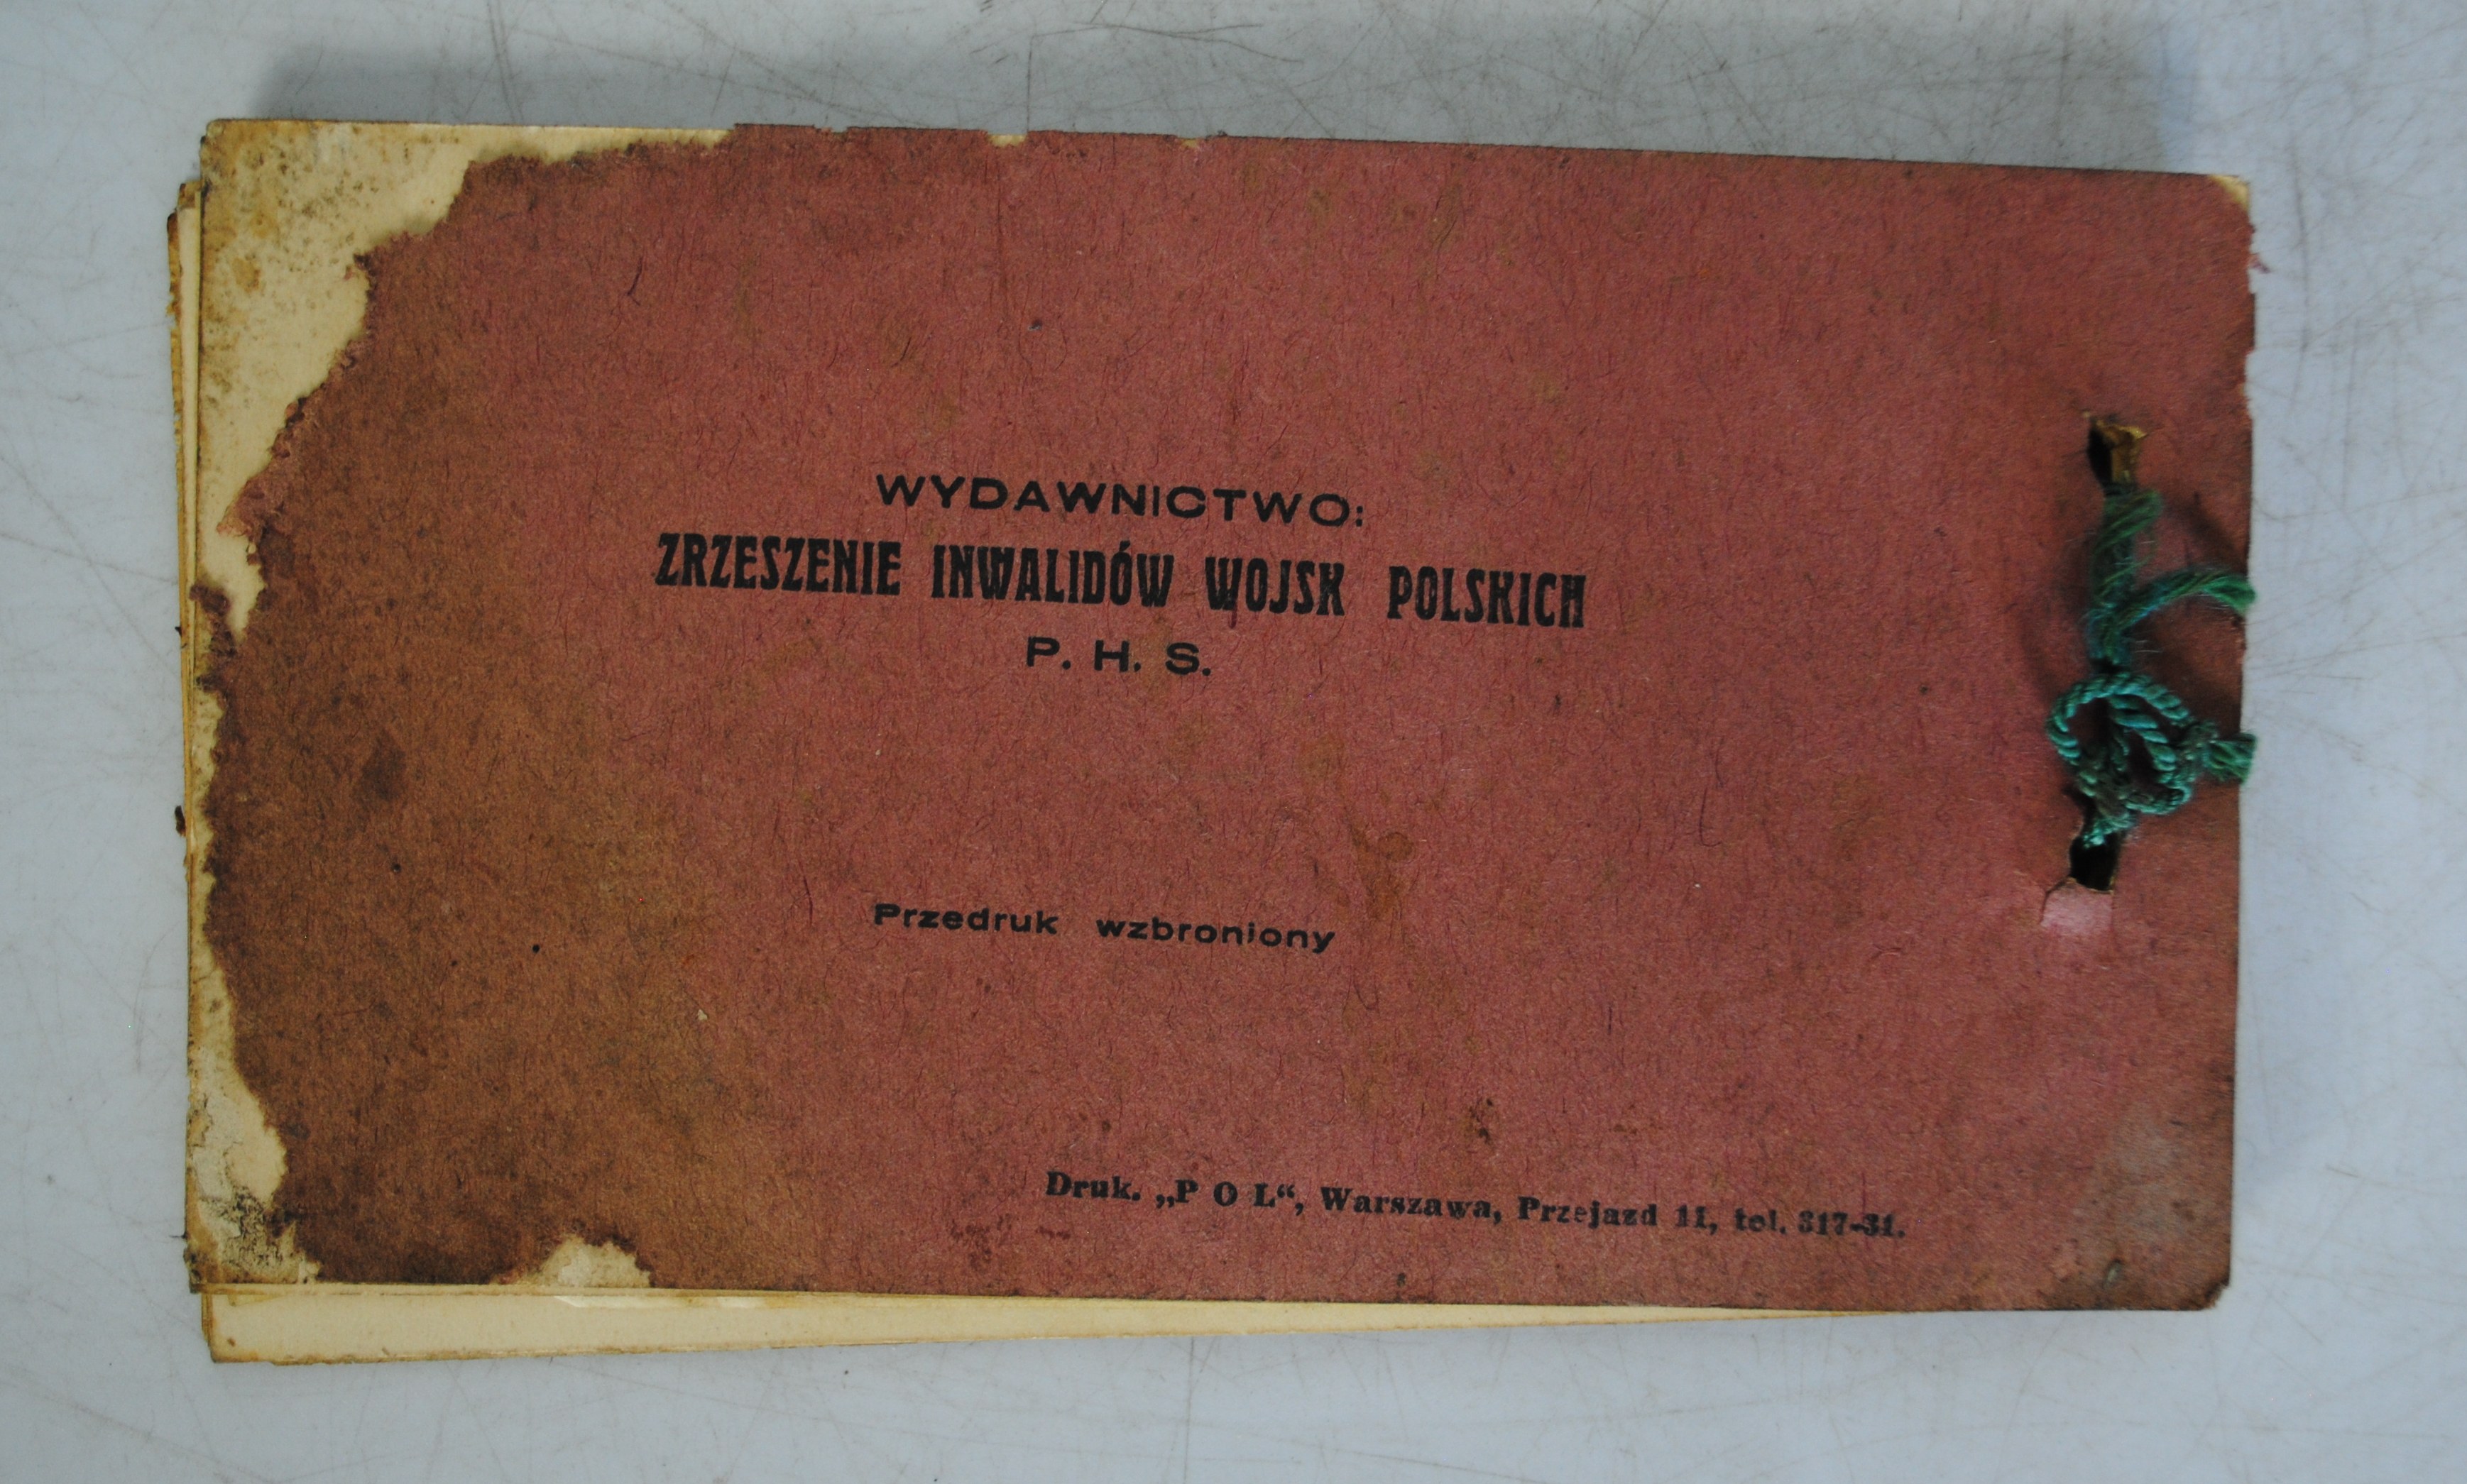 WYDAWNICTWO:
ZRZESZENIE INWALIDÓW WOJSK POLSKICH
P. H. S.
Przedruk wzbroniony
Druk. „P O L“, Warszawa, Przejazd 11, tel. 317-31.